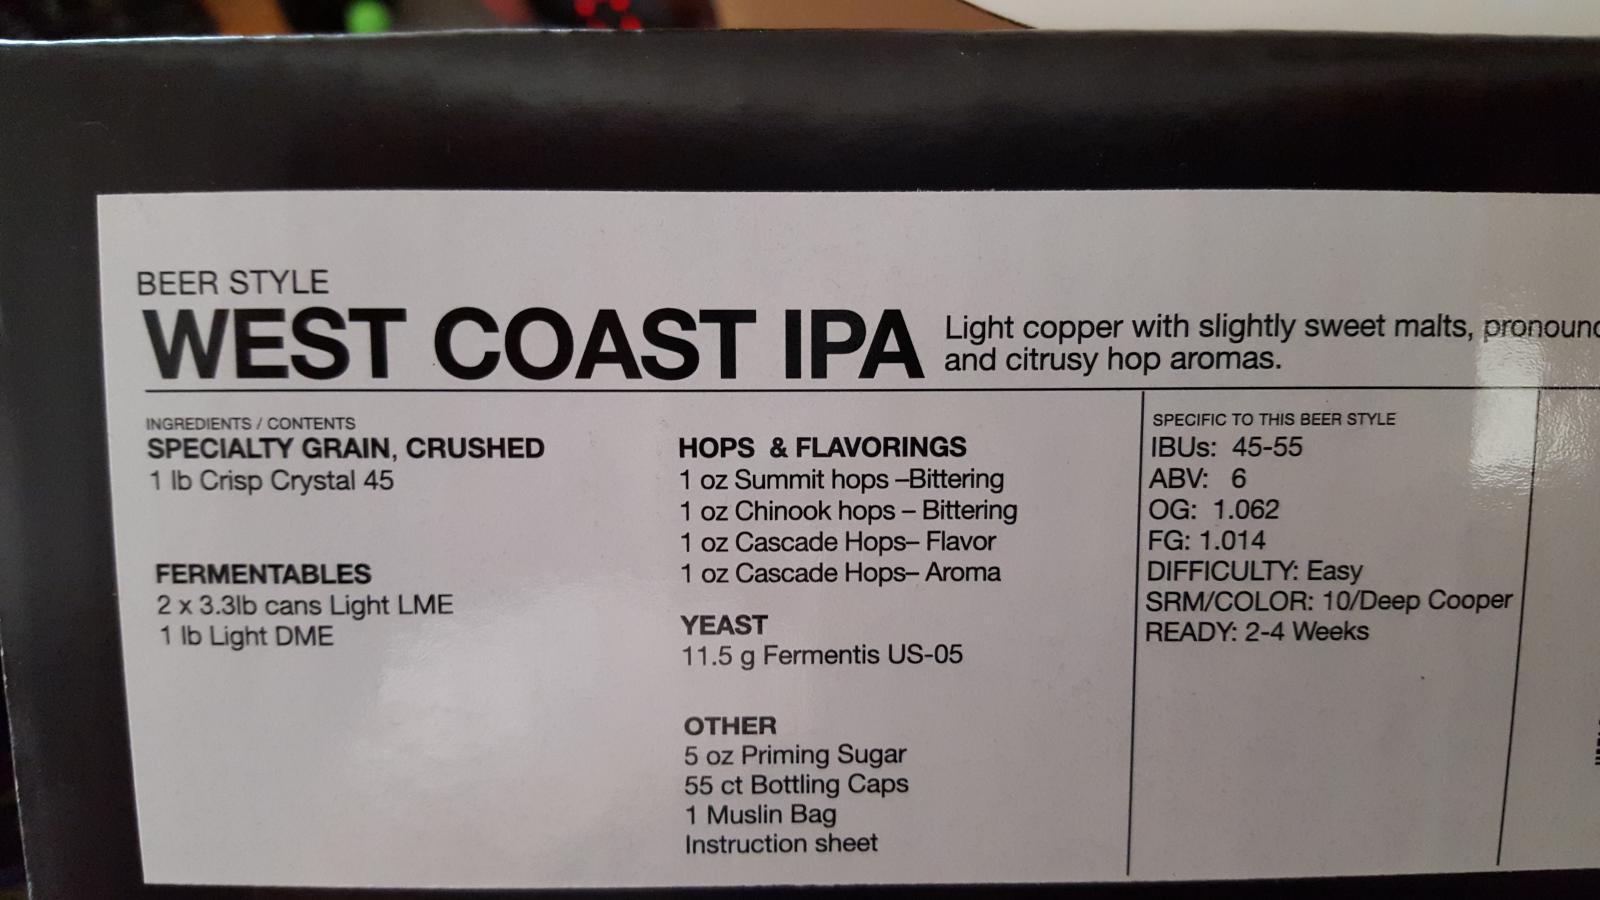 BEER STYLE
WEST COAST IPA
Light copper with slightly sweet malts,
and citrusy hop aromas.
INGREDIENTS / CONTENTS
SPECIALTY GRAIN, CRUSHED
1 lb Crisp Crystal 45
FERMENTABLES
2 x 3.3lb cans Light LME
1 lb Light DME
HOPS & FLAVORINGS
1 oz Summit hops –Bittering
1 oz Chinook hops – Bittering
1 oz Cascade Hops– Flavor
1 oz Cascade Hops– Aroma
YEAST
11.5 g Fermentis US-05
OTHER
5 oz Priming Sugar
55 ct Bottling Caps
1 Muslin Bag
Instruction sheet
SPECIFIC TO THIS BEER STYLE
IBUs: 45-55
ABV: 6
OG: 1.062
FG: 1.014
DIFFICULTY: Easy
SRM/COLOR: 10/Deep Cooper
READY: 2-4 Weeks